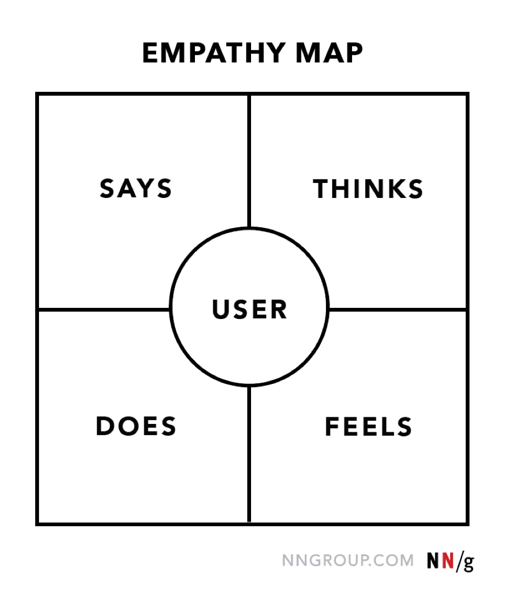 EMPATHY MAP
SAYS
THINKS
USER
DOES
FEELS
NNGROUP.COM NN/g